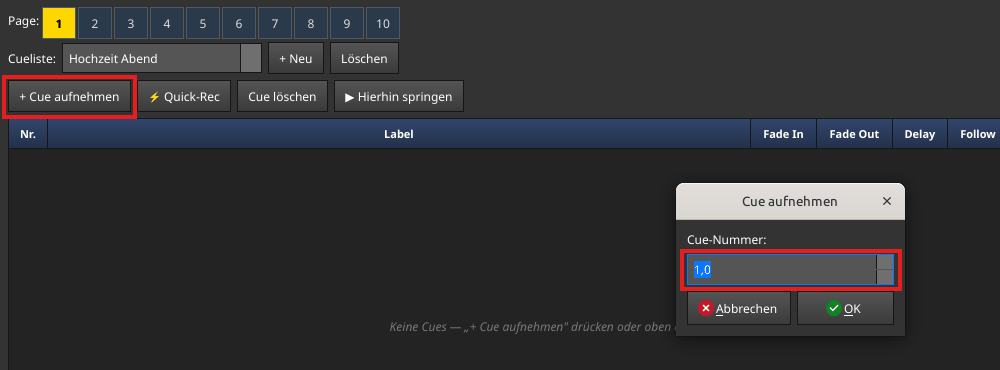 Page: 1 2 3 4 5 6 7 8 9 10
Cueliste: Hochzeit Abend + Neu Löschen
+ Cue aufnehmen ⚡ Quick-Rec Cue löschen ▶ Hierhin springen
Nr. Label Fade In Fade Out Delay Follow
Cue aufnehmen ×
Cue-Nummer:
1,0
Abbrechen OK
Keine Cues — „+ Cue aufnehmen" drücken oder oben